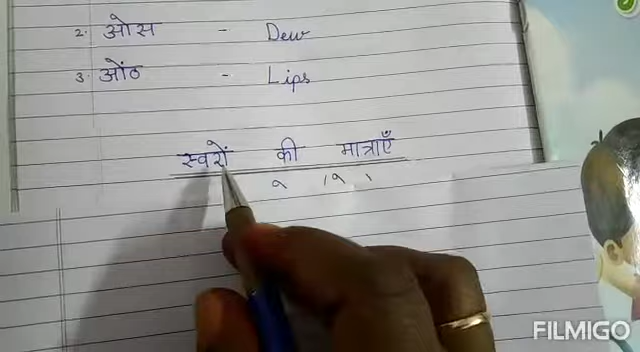 2. ओस - Dew
3. ओंठ - Lips
स्वरों की मात्राएँ
FILMIGO